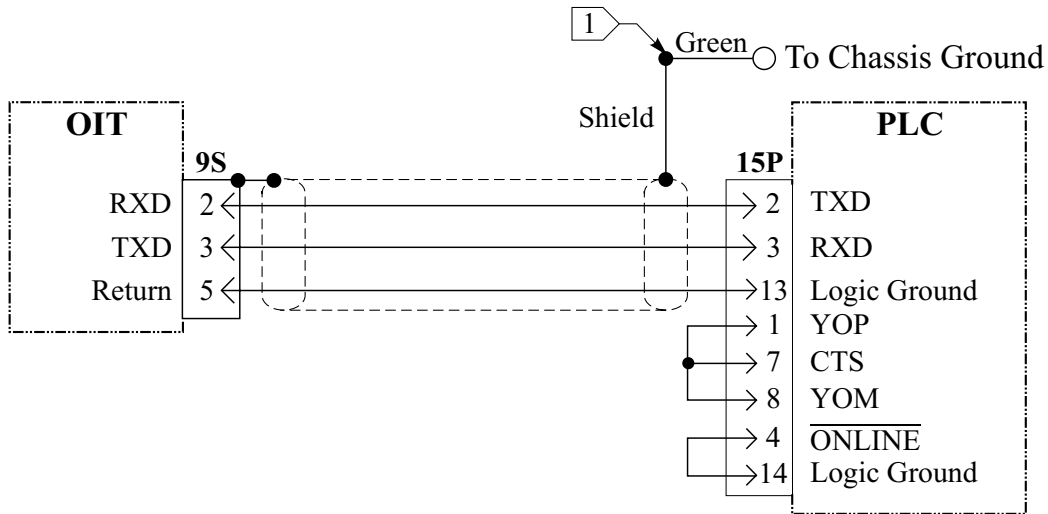 1
Green
To Chassis Ground
Shield
OIT
PLC
9S
15P
RXD 2
2 TXD
TXD 3
3 RXD
Return 5
13 Logic Ground
1 YOP
7 CTS
8 YOM
4 ONLINE
14 Logic Ground